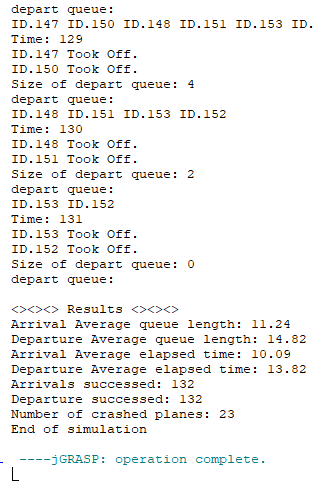 depart queue:
ID.147 ID.150 ID.148 ID.151 ID.153 ID.
Time: 129
ID.147 Took Off.
ID.150 Took Off.
Size of depart queue: 4
depart queue:
ID.148 ID.151 ID.153 ID.152
Time: 130
ID.148 Took Off.
ID.151 Took Off.
Size of depart queue: 2
depart queue:
ID.153 ID.152
Time: 131
ID.153 Took Off.
ID.152 Took Off.
Size of depart queue: 0
depart queue:
<><><> Results <><><>
Arrival Average queue length: 11.24
Departure Average queue length: 14.82
Arrival Average elapsed time: 10.09
Departure Average elapsed time: 13.82
Arrivals successed: 132
Departure successed: 132
Number of crashed planes: 23
End of simulation
----jGRASP: operation complete.